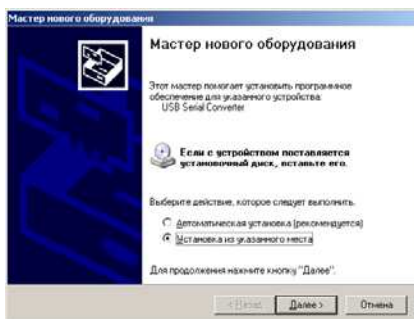 Мастер нового оборудования
Мастер нового оборудования
Этот мастер помогает установить программное
обеспечение для указанного устройства:
USB Serial Converter
Если с устройством поставляется
установочный диск, вставьте его.
Выберите действие, которое следует выполнить.
Автоматическая установка (рекомендуется)
Установка из указанного места
Для продолжения нажмите кнопку "Далее".
< Назад
Далее >
Отмена